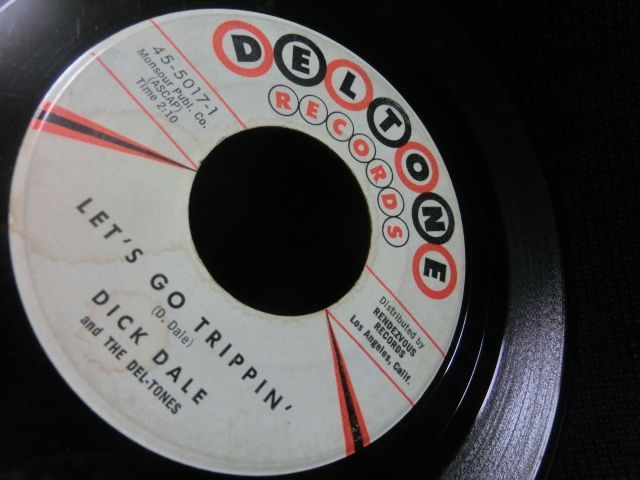 DELTONE
RECORDS
45-5017-1
Monsour Publ. Co.
(ASCAP)
Time 2:10
Distributed by
RENDEZVOUS
RECORDS
Los Angeles, Calif.
LET'S GO TRIPPIN'
(D. Dale)
DICK DALE
and THE DEL-TONES